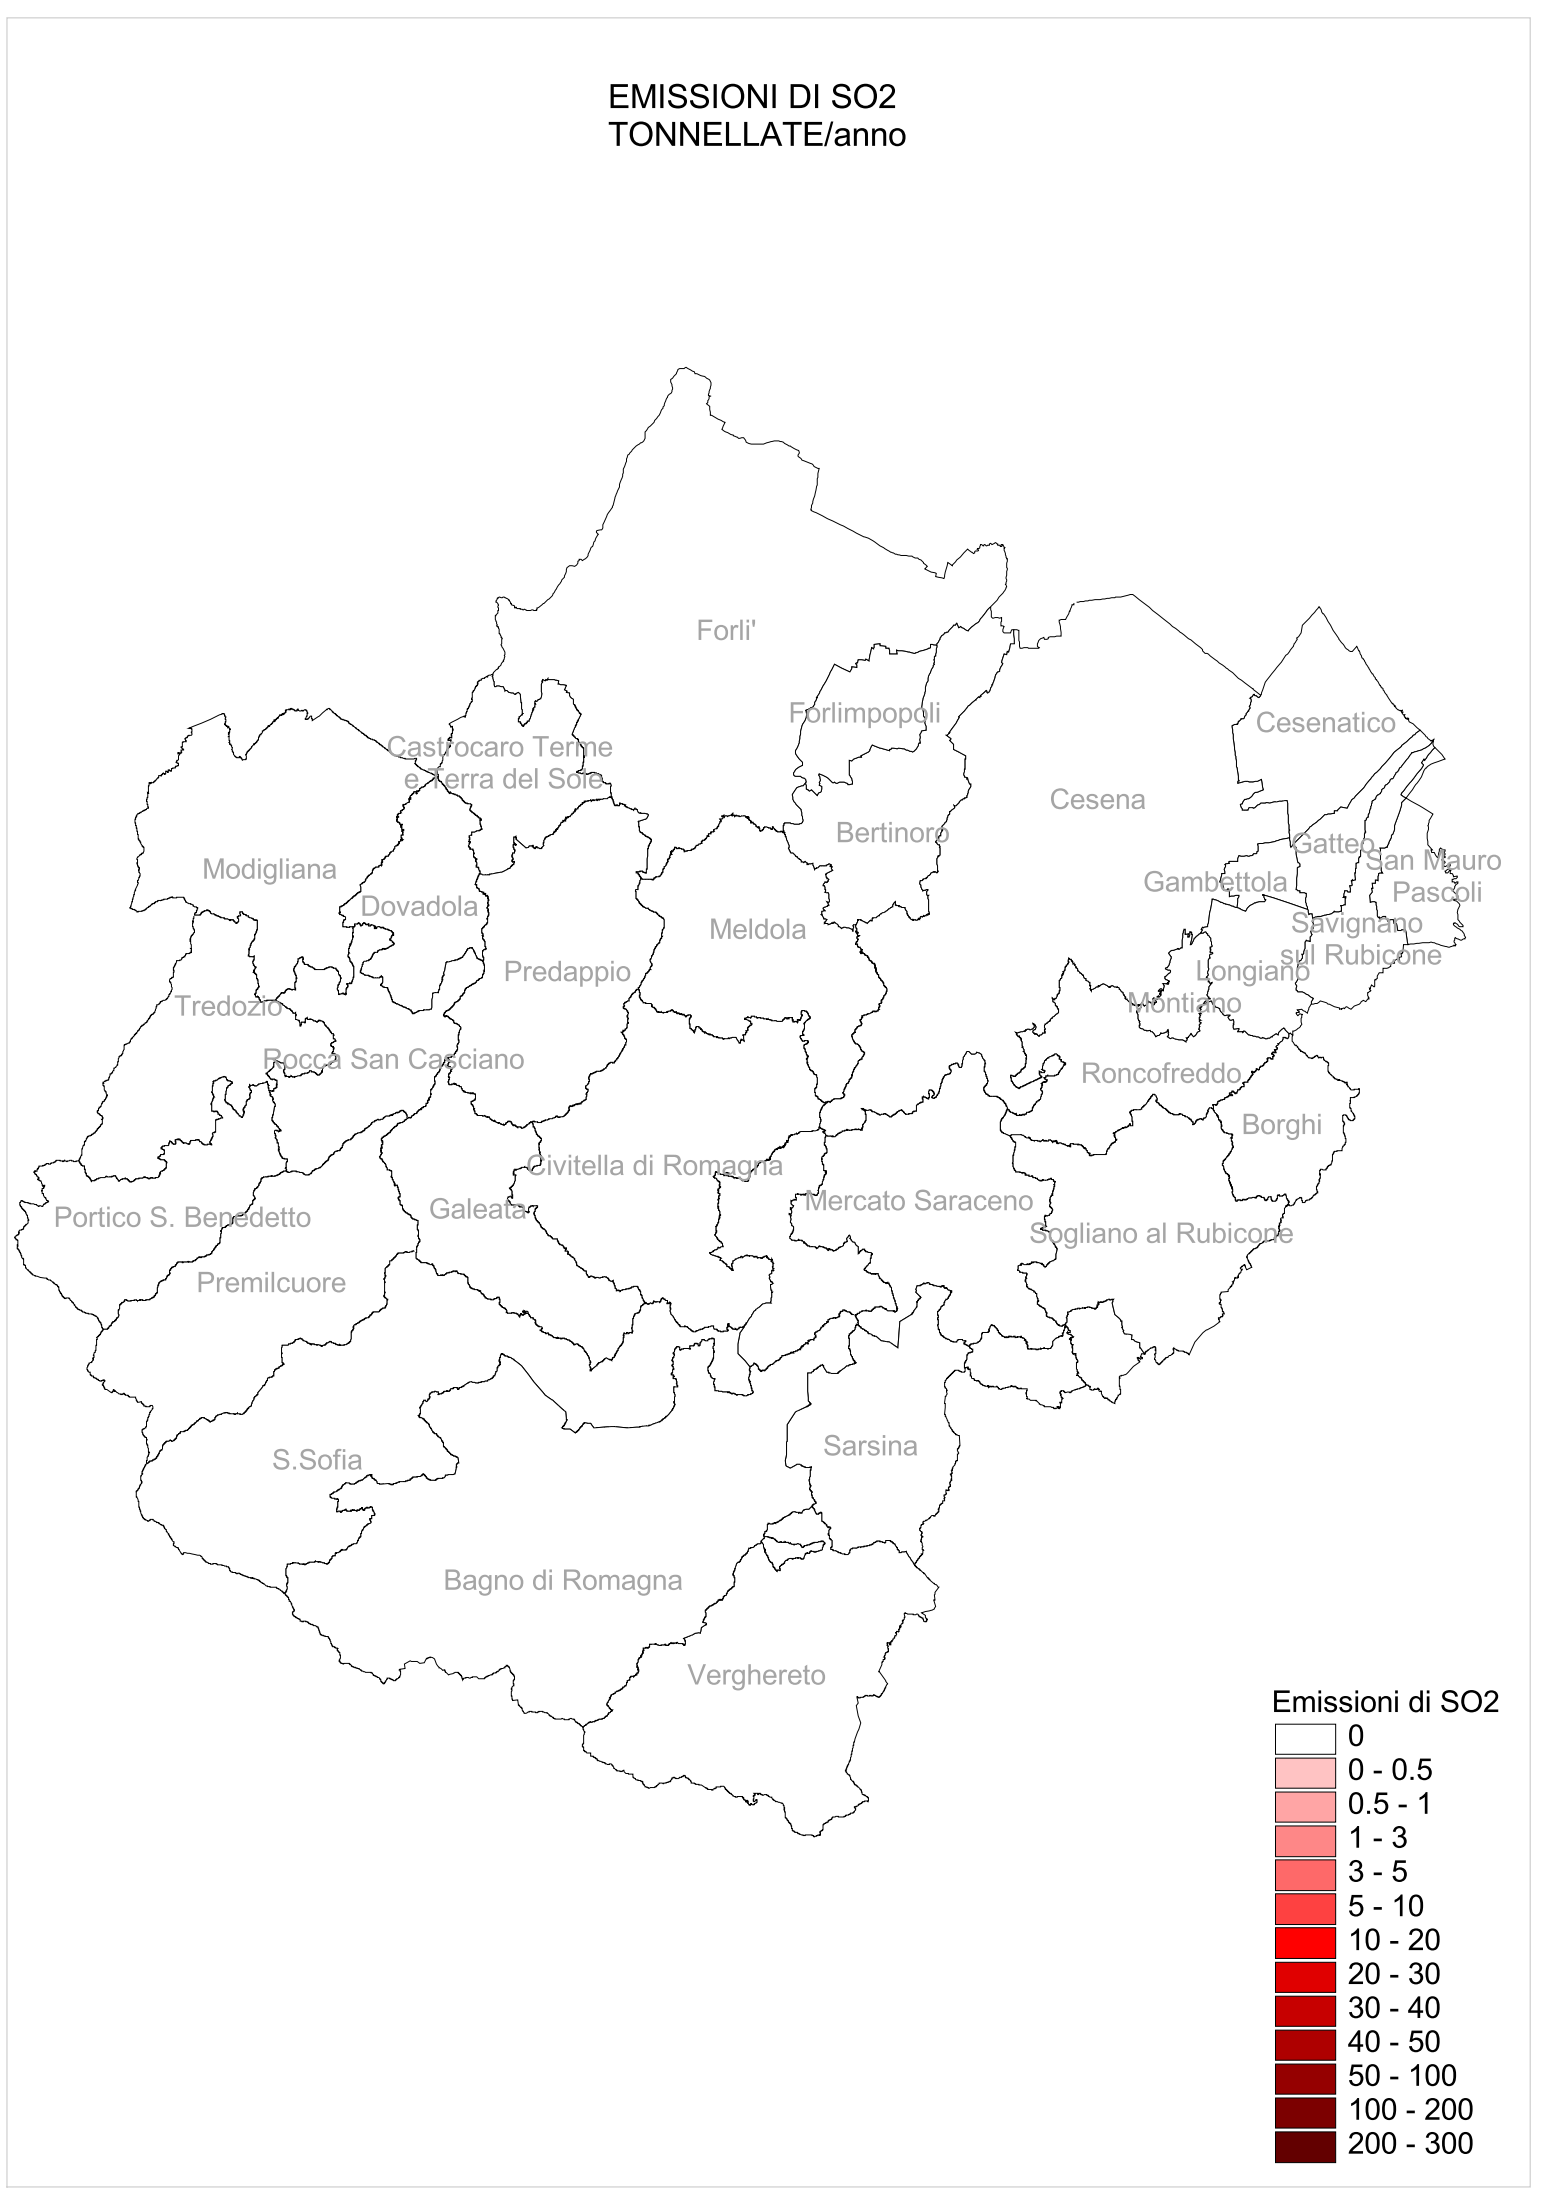 EMISSIONI DI SO2
TONNELLATE/anno
Forli'
Forlimpopoli
Cesenatico
Castrocaro Terme
e Terra del Sole
Cesena
Bertinoro
Gatteo
San Mauro
Pascoli
Modigliana
Gambettola
Dovadola
Meldola
Savignano
sul Rubicone
Predappio
Longiano
Tredozio
Montiano
Rocca San Casciano
Roncofreddo
Borghi
Civitella di Romagna
Mercato Saraceno
Galeata
Portico S. Benedetto
Sogliano al Rubicone
Premilcuore
Sarsina
S.Sofia
Bagno di Romagna
Verghereto
Emissioni di SO2
0
0 - 0.5
0.5 - 1
1 - 3
3 - 5
5 - 10
10 - 20
20 - 30
30 - 40
40 - 50
50 - 100
100 - 200
200 - 300